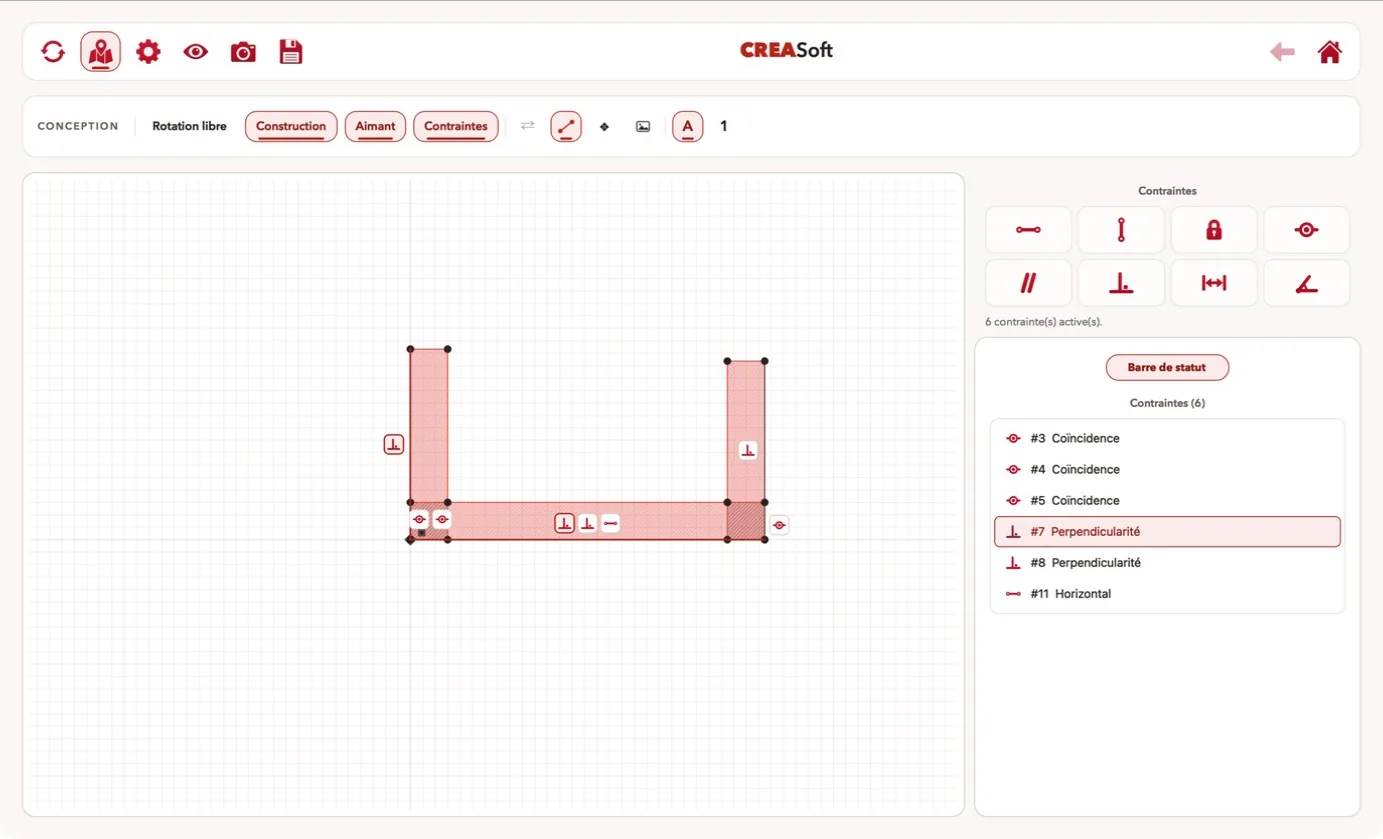 CREASoft
CONCEPTION Rotation libre Construction Aimant Contraintes A 1
Contraintes
6 contrainte(s) active(s).
Barre de statut
Contraintes (6)
#3 Coïncidence
#4 Coïncidence
#5 Coïncidence
#7 Perpendicularité
#8 Perpendicularité
#11 Horizontal